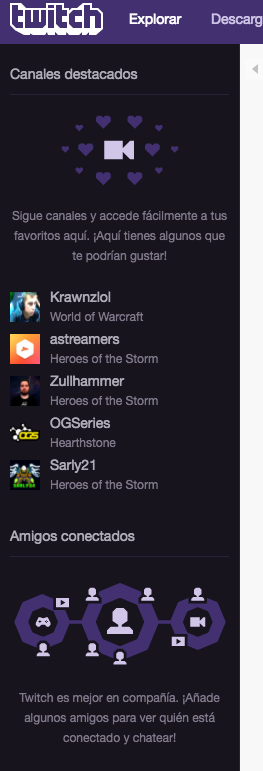 twitch Explorar Descarg
Canales destacados
Sigue canales y accede fácilmente a tus
favoritos aquí. ¡Aquí tienes algunos que
te podrían gustar!
Krawnzlol
World of Warcraft
astreamers
Heroes of the Storm
Zullhammer
Heroes of the Storm
OGS
OGSeries
Hearthstone
SARLY21
Sarly21
Heroes of the Storm
Amigos conectados
Twitch es mejor en compañía. ¡Añade
algunos amigos para ver quién está
conectado y chatear!